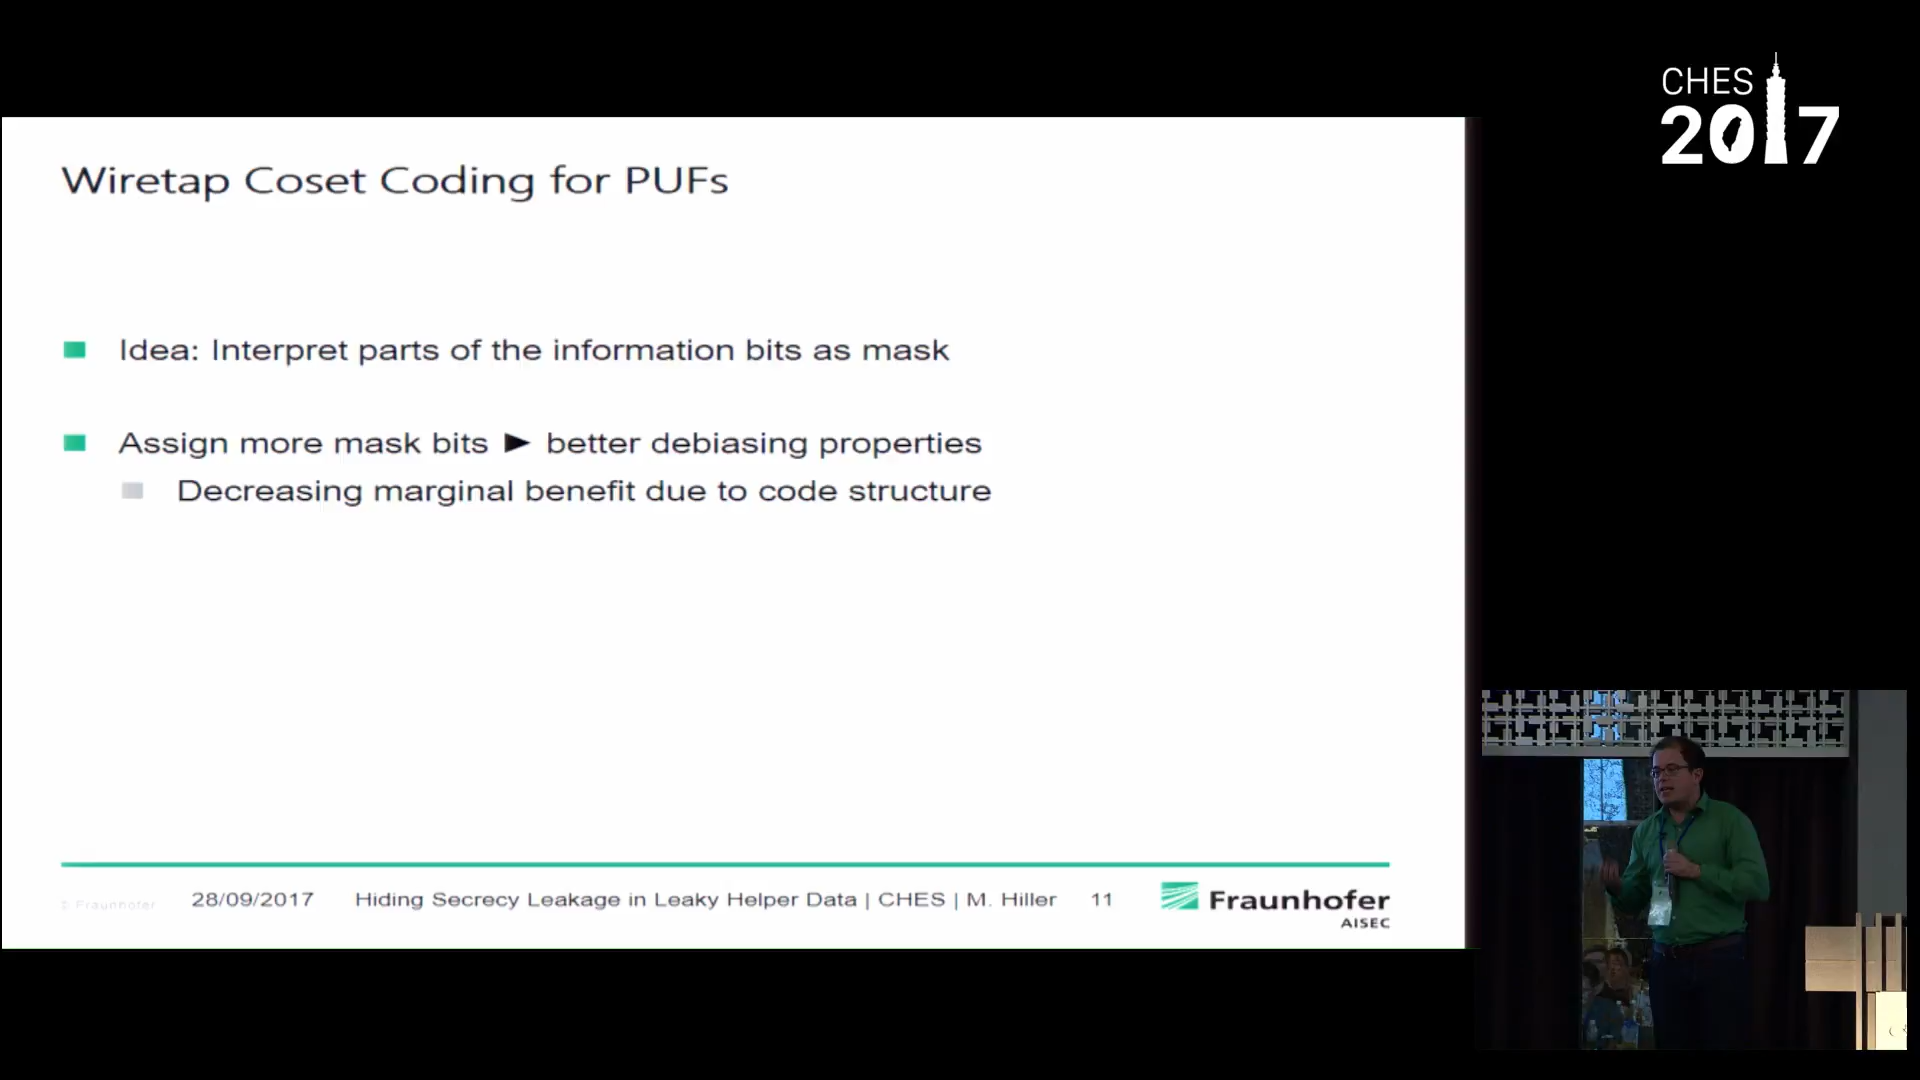 CHES
2017
Wiretap Coset Coding for PUFs
Idea: Interpret parts of the information bits as mask
Assign more mask bits ► better debiasing properties
Decreasing marginal benefit due to code structure
© Fraunhofer
28/09/2017 Hiding Secrecy Leakage in Leaky Helper Data | CHES | M. Hiller 11
Fraunhofer
AISEC